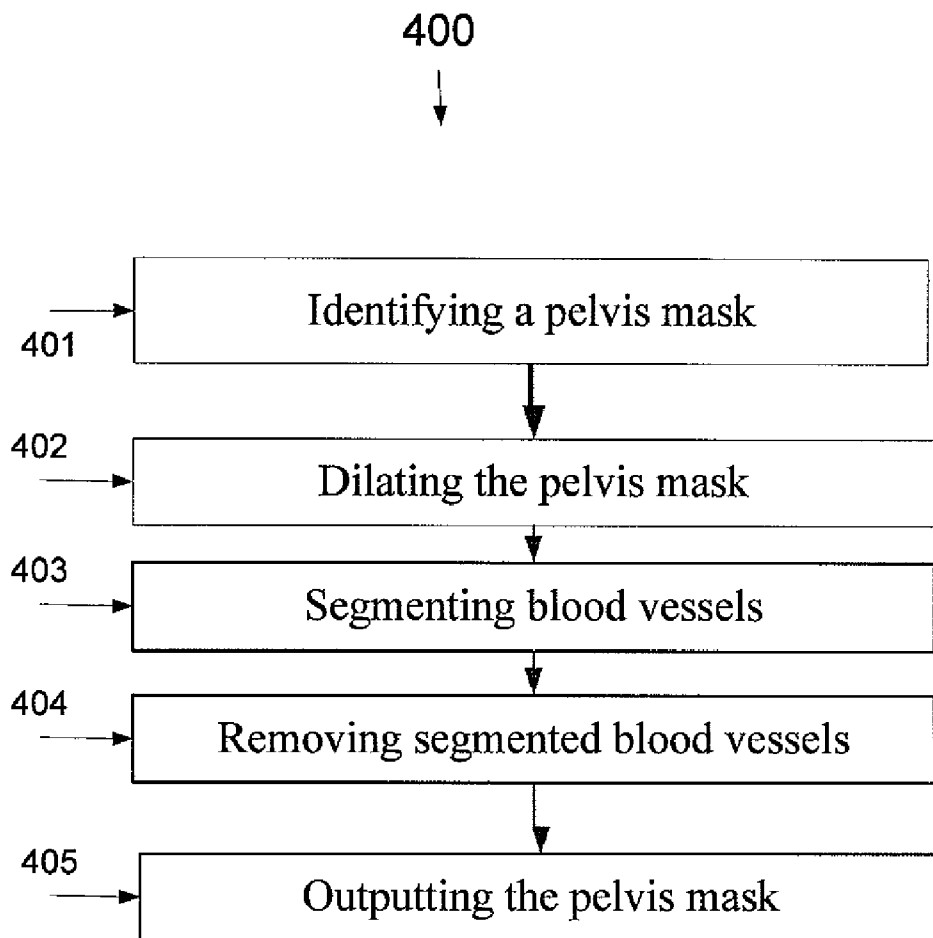 400
Identifying a pelvis mask
401
402
Dilating the pelvis mask
403
Segmenting blood vessels
404
Removing segmented blood vessels
405
Outputting the pelvis mask